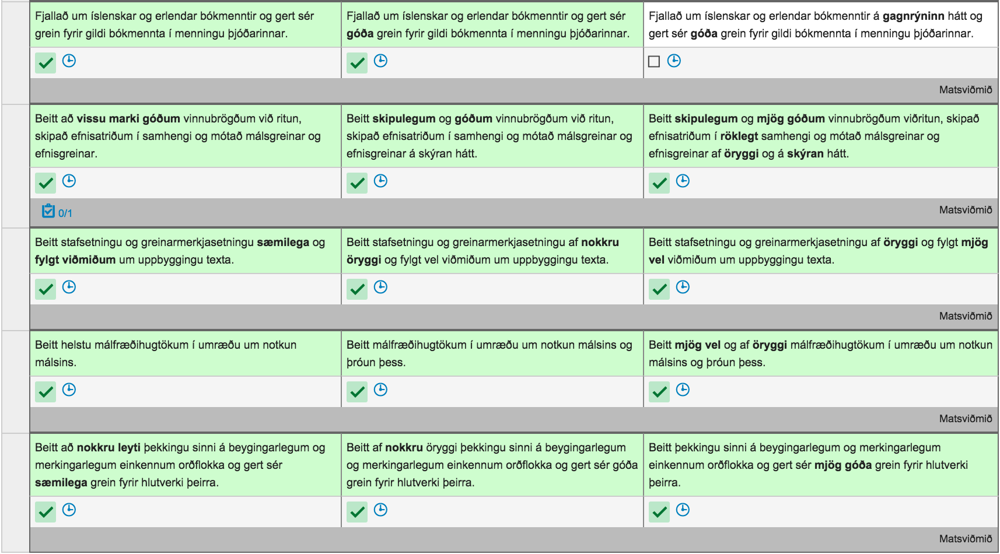 Fjallað um íslenskar og erlendar bókmenntir og gert sér
grein fyrir gildi bókmennta í menningu þjóðarinnar.
Fjallað um íslenskar og erlendar bókmenntir og gert sér
góða grein fyrir gildi bókmennta í menningu þjóðarinnar.
Fjallað um íslenskar og erlendar bókmenntir á gagnrýninn hátt og
gert sér góða grein fyrir gildi bókmennta í menningu þjóðarinnar.
Matsviðmið
Beitt að vissu marki góðum vinnubrögðum við ritun,
skipað efnisatriðum í samhengi og mótað málsgreinar og
efnisgreinar.
Beitt skipulegum og góðum vinnubrögðum við ritun,
skipað efnisatriðum í samhengi og mótað málsgreinar og
efnisgreinar á skýran hátt.
Beitt skipulegum og mjög góðum vinnubrögðum viðritun, skipað
efnisatriðum í röklegt samhengi og mótað málsgreinar og
efnisgreinar af öryggi og á skýran hátt.
0/1
Matsviðmið
Beitt stafsetningu og greinarmerkjasetningu sæmilega og
fylgt viðmiðum um uppbyggingu texta.
Beitt stafsetningu og greinarmerkjasetningu af nokkru
öryggi og fylgt vel viðmiðum um uppbyggingu texta.
Beitt stafsetningu og greinarmerkjasetningu af öryggi og fylgt mjög
vel viðmiðum um uppbyggingu texta.
Matsviðmið
Beitt helstu málfræðihugtökum í umræðu um notkun
málsins.
Beitt málfræðihugtökum í umræðu um notkun málsins og
þróun þess.
Beitt mjög vel og af öryggi málfræðihugtökum í umræðu um notkun
málsins og þróun þess.
Matsviðmið
Beitt að nokkru leyti þekkingu sinni á beygingarlegum og
merkingarlegum einkennum orðflokka og gert sér
sæmilega grein fyrir hlutverki þeirra.
Beitt af nokkru öryggi þekkingu sinni á beygingarlegum
og merkingarlegum einkennum orðflokka og gert sér góða
grein fyrir hlutverki þeirra.
Beitt þekkingu sinni á beygingarlegum og merkingarlegum
einkennum orðflokka og gert sér mjög góða grein fyrir hlutverki
þeirra.
Matsviðmið